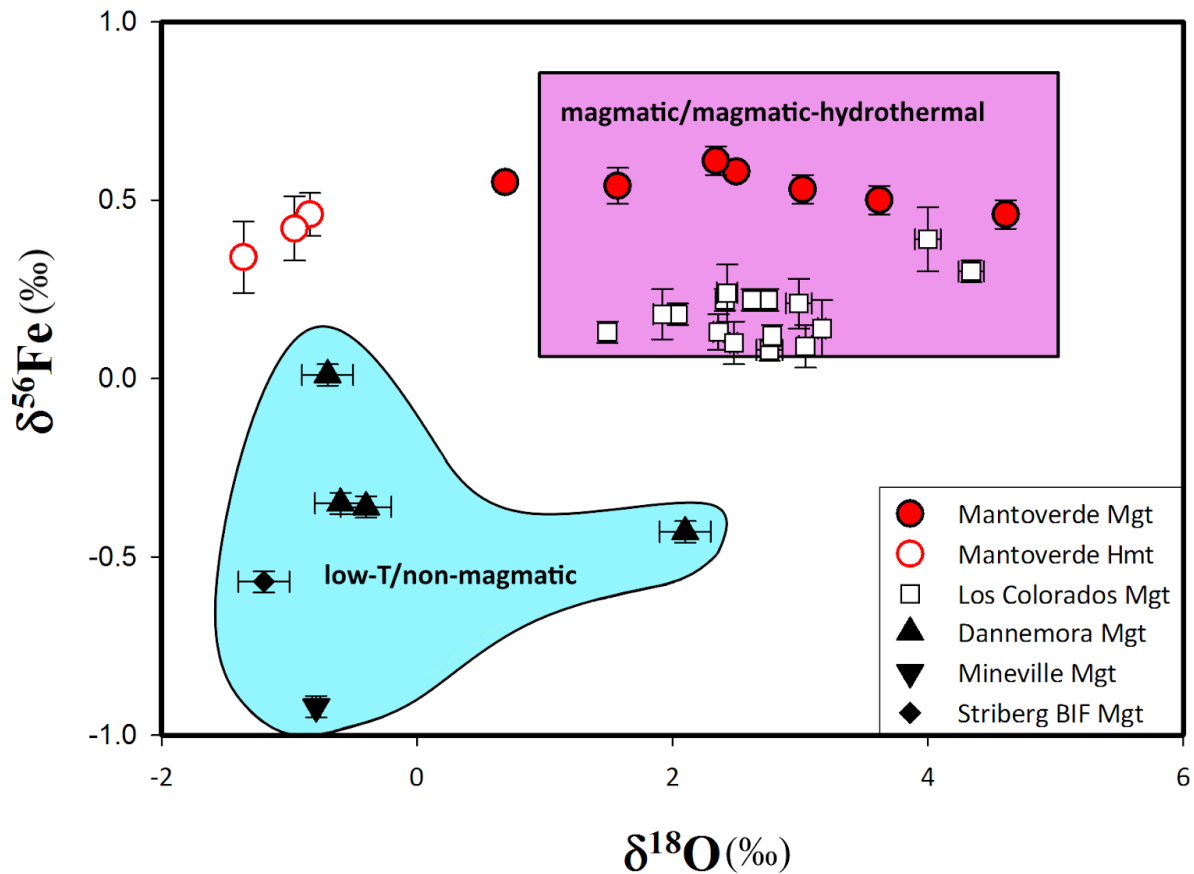 1.0
magmatic/magmatic-hydrothermal
0.5
δ⁵⁶Fe (‰)
0.0
Mantoverde Mgt
Mantoverde Hmt
-0.5
low-T/non-magmatic
Los Colorados Mgt
Dannemora Mgt
Mineville Mgt
Striberg BIF Mgt
-1.0
-2 0 2 4 6
δ¹⁸O (‰)